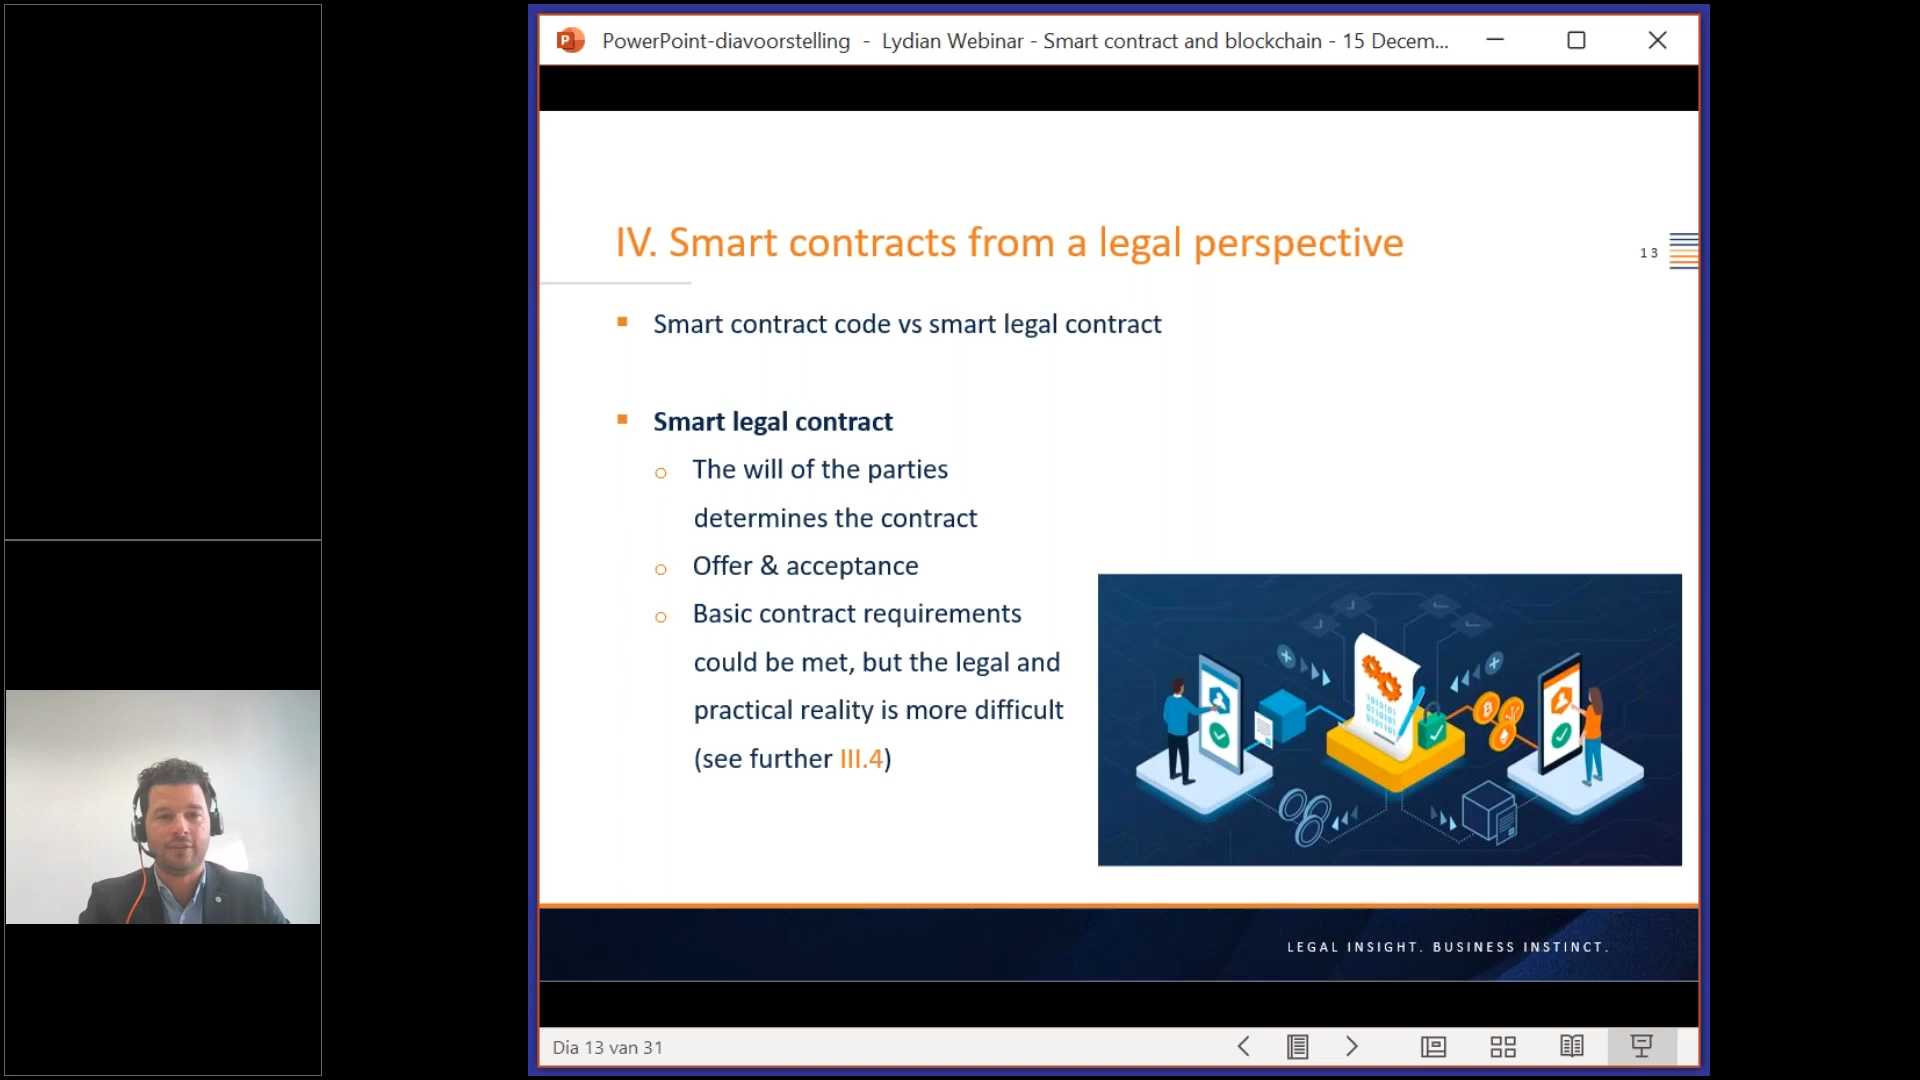 PowerPoint-diavoorstelling - Lydian Webinar - Smart contract and blockchain - 15 Decem...
IV. Smart contracts from a legal perspective
13
Smart contract code vs smart legal contract
Smart legal contract
The will of the parties
determines the contract
Offer & acceptance
Basic contract requirements
could be met, but the legal and
practical reality is more difficult
(see further III.4)
LEGAL INSIGHT. BUSINESS INSTINCT.
Dia 13 van 31